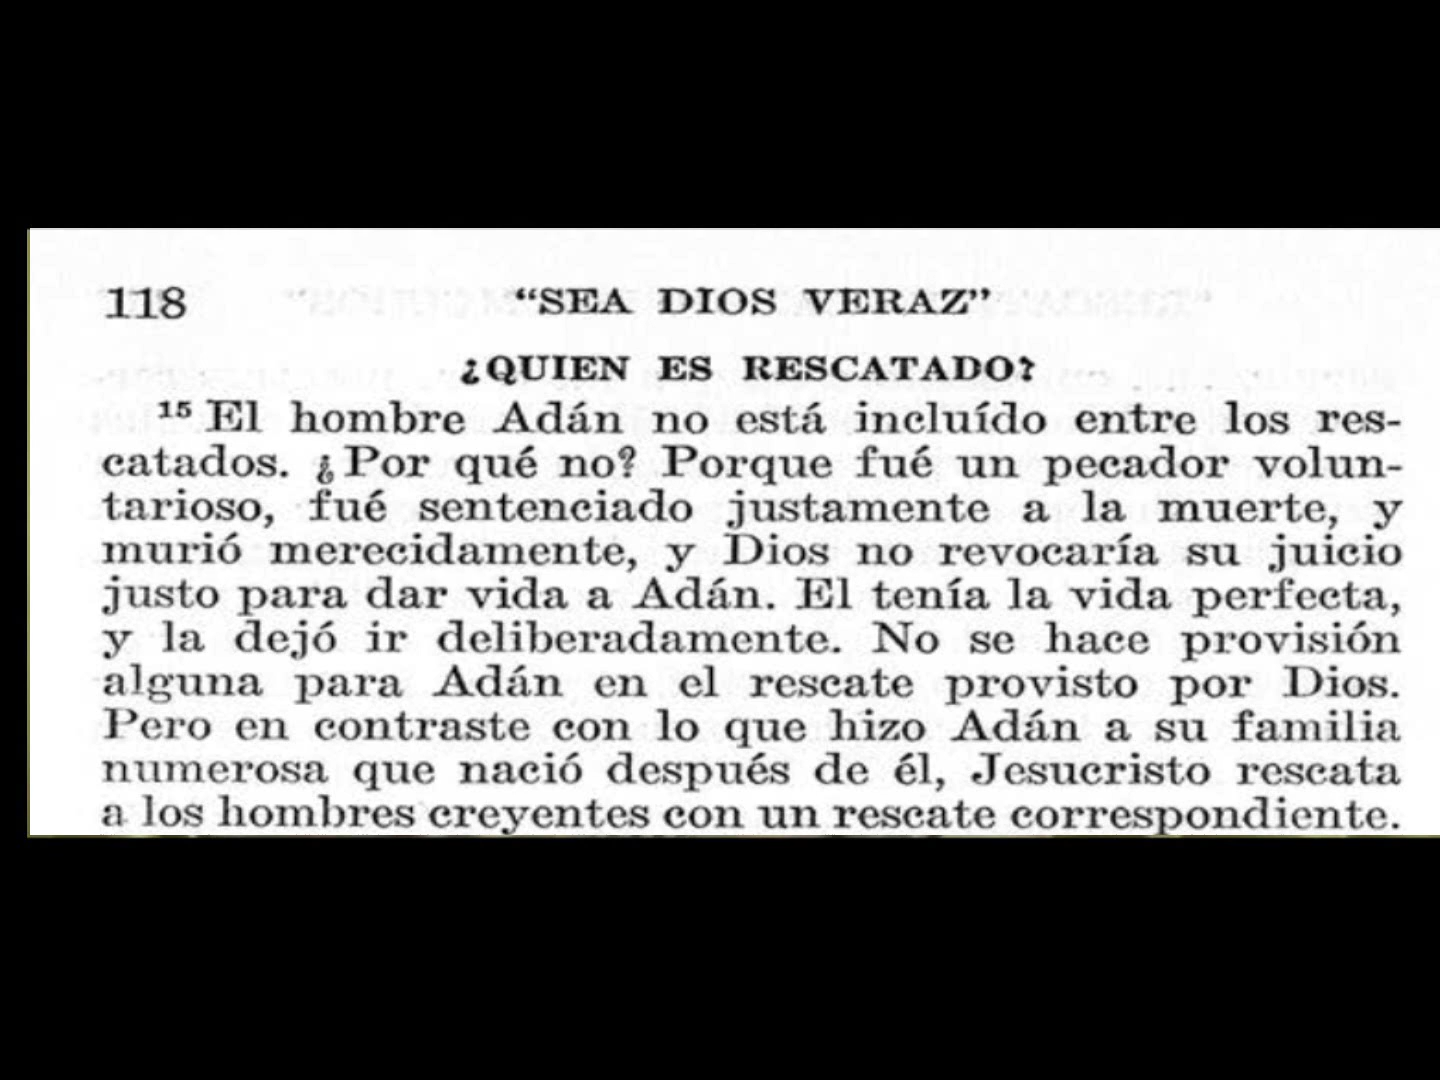 118 “SEA DIOS VERAZ”
¿QUIEN ES RESCATADO?
¹⁵ El hombre Adán no está incluído entre los res-
catados. ¿Por qué no? Porque fué un pecador volun-
tarioso, fué sentenciado justamente a la muerte, y
murió merecidamente, y Dios no revocaría su juicio
justo para dar vida a Adán. El tenía la vida perfecta,
y la dejó ir deliberadamente. No se hace provisión
alguna para Adán en el rescate provisto por Dios.
Pero en contraste con lo que hizo Adán a su familia
numerosa que nació después de él, Jesucristo rescata
a los hombres creyentes con un rescate correspondiente.